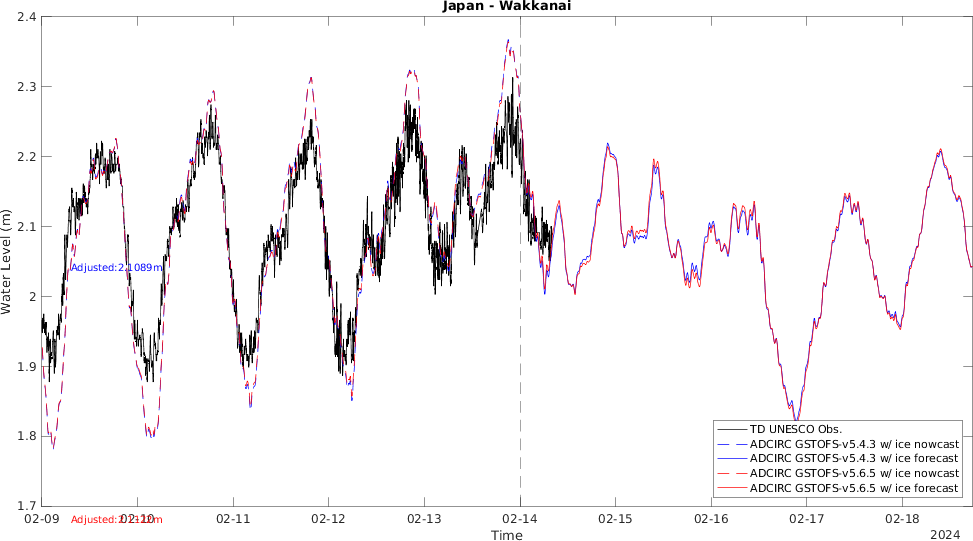 Japan - Wakkanai
Water Level (m)
2.4
2.3
2.2
2.1
2
1.9
1.8
1.7
Adjusted:2.1089m
TD UNESCO Obs.
ADCIRC GSTOFS-v5.4.3 w/ ice nowcast
ADCIRC GSTOFS-v5.4.3 w/ ice forecast
ADCIRC GSTOFS-v5.6.5 w/ ice nowcast
ADCIRC GSTOFS-v5.6.5 w/ ice forecast
02-09 02-10 02-11 02-12 02-13 02-14 02-15 02-16 02-17 02-18
Time
2024